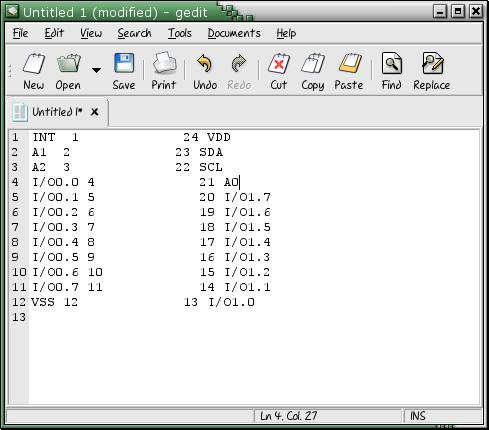 Untitled 1 (modified) - gedit
File Edit View Search Tools Documents Help
New Open Save Print Undo Redo Cut Copy Paste Find Replace
Untitled 1* x
1 INT 1 24 VDD
2 A1 2 23 SDA
3 A2 3 22 SCL
4 I/O0.0 4 21 A0
5 I/O0.1 5 20 I/O1.7
6 I/O0.2 6 19 I/O1.6
7 I/O0.3 7 18 I/O1.5
8 I/O0.4 8 17 I/O1.4
9 I/O0.5 9 16 I/O1.3
10 I/O0.6 10 15 I/O1.2
11 I/O0.7 11 14 I/O1.1
12 VSS 12 13 I/O1.0
13
Ln 4, Col. 27 INS